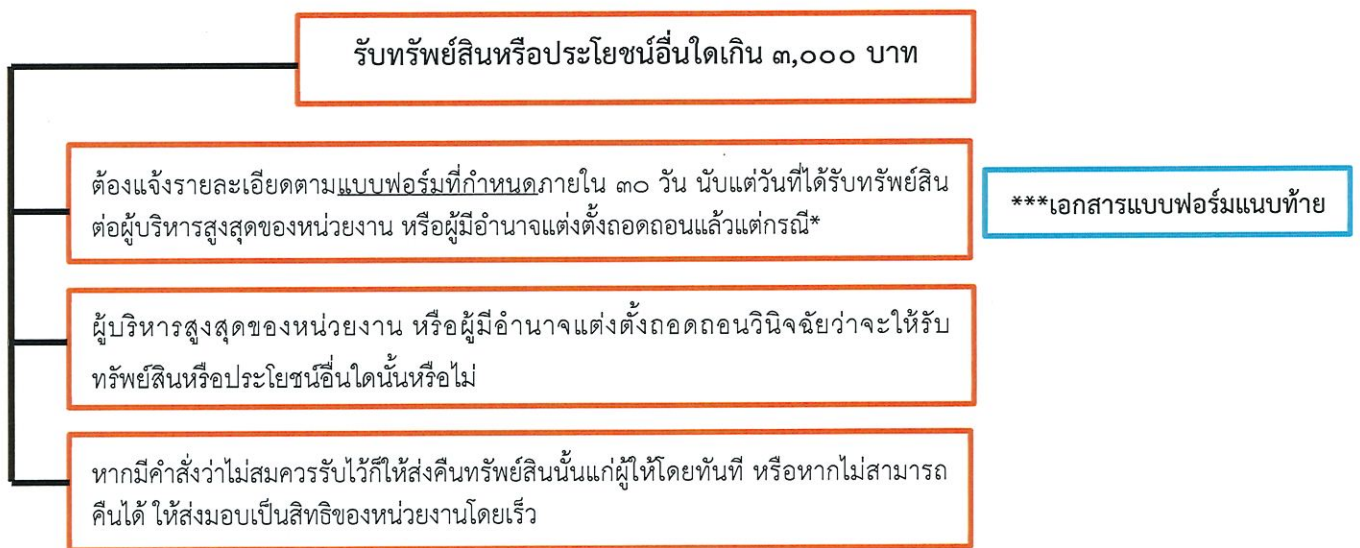 รับทรัพย์สินหรือประโยชน์อื่นใดเกิน ๓,๐๐๐ บาท
ต้องแจ้งรายละเอียดตามแบบฟอร์มที่กำหนดภายใน ๓๐ วัน นับแต่วันที่ได้รับทรัพย์สิน
ต่อผู้บริหารสูงสุดของหน่วยงาน หรือผู้มีอำนาจแต่งตั้งถอดถอนแล้วแต่กรณี*
***เอกสารแบบฟอร์มแนบท้าย
ผู้บริหารสูงสุดของหน่วยงาน หรือผู้มีอำนาจแต่งตั้งถอดถอนวินิจฉัยว่าจะให้รับ
ทรัพย์สินหรือประโยชน์อื่นใดนั้นหรือไม่
หากมีคำสั่งว่าไม่สมควรรับไว้ก็ให้ส่งคืนทรัพย์สินนั้นแก่ผู้ให้โดยทันที หรือหากไม่สามารถ
คืนได้ ให้ส่งมอบเป็นสิทธิของหน่วยงานโดยเร็ว